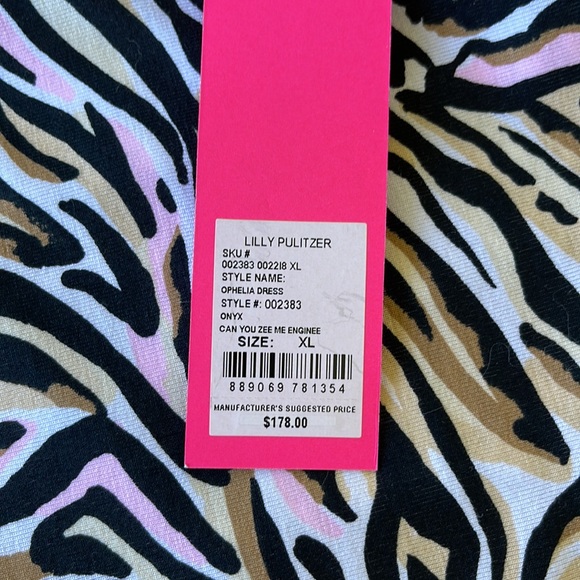 LILLY PULITZER
SKU #
002383 0022I8 XL
STYLE NAME:
OPHELIA DRESS
STYLE #: 002383
ONYX
CAN YOU ZEE ME ENGINEE
SIZE: XL
889069 781354
MANUFACTURER'S SUGGESTED PRICE
$178.00